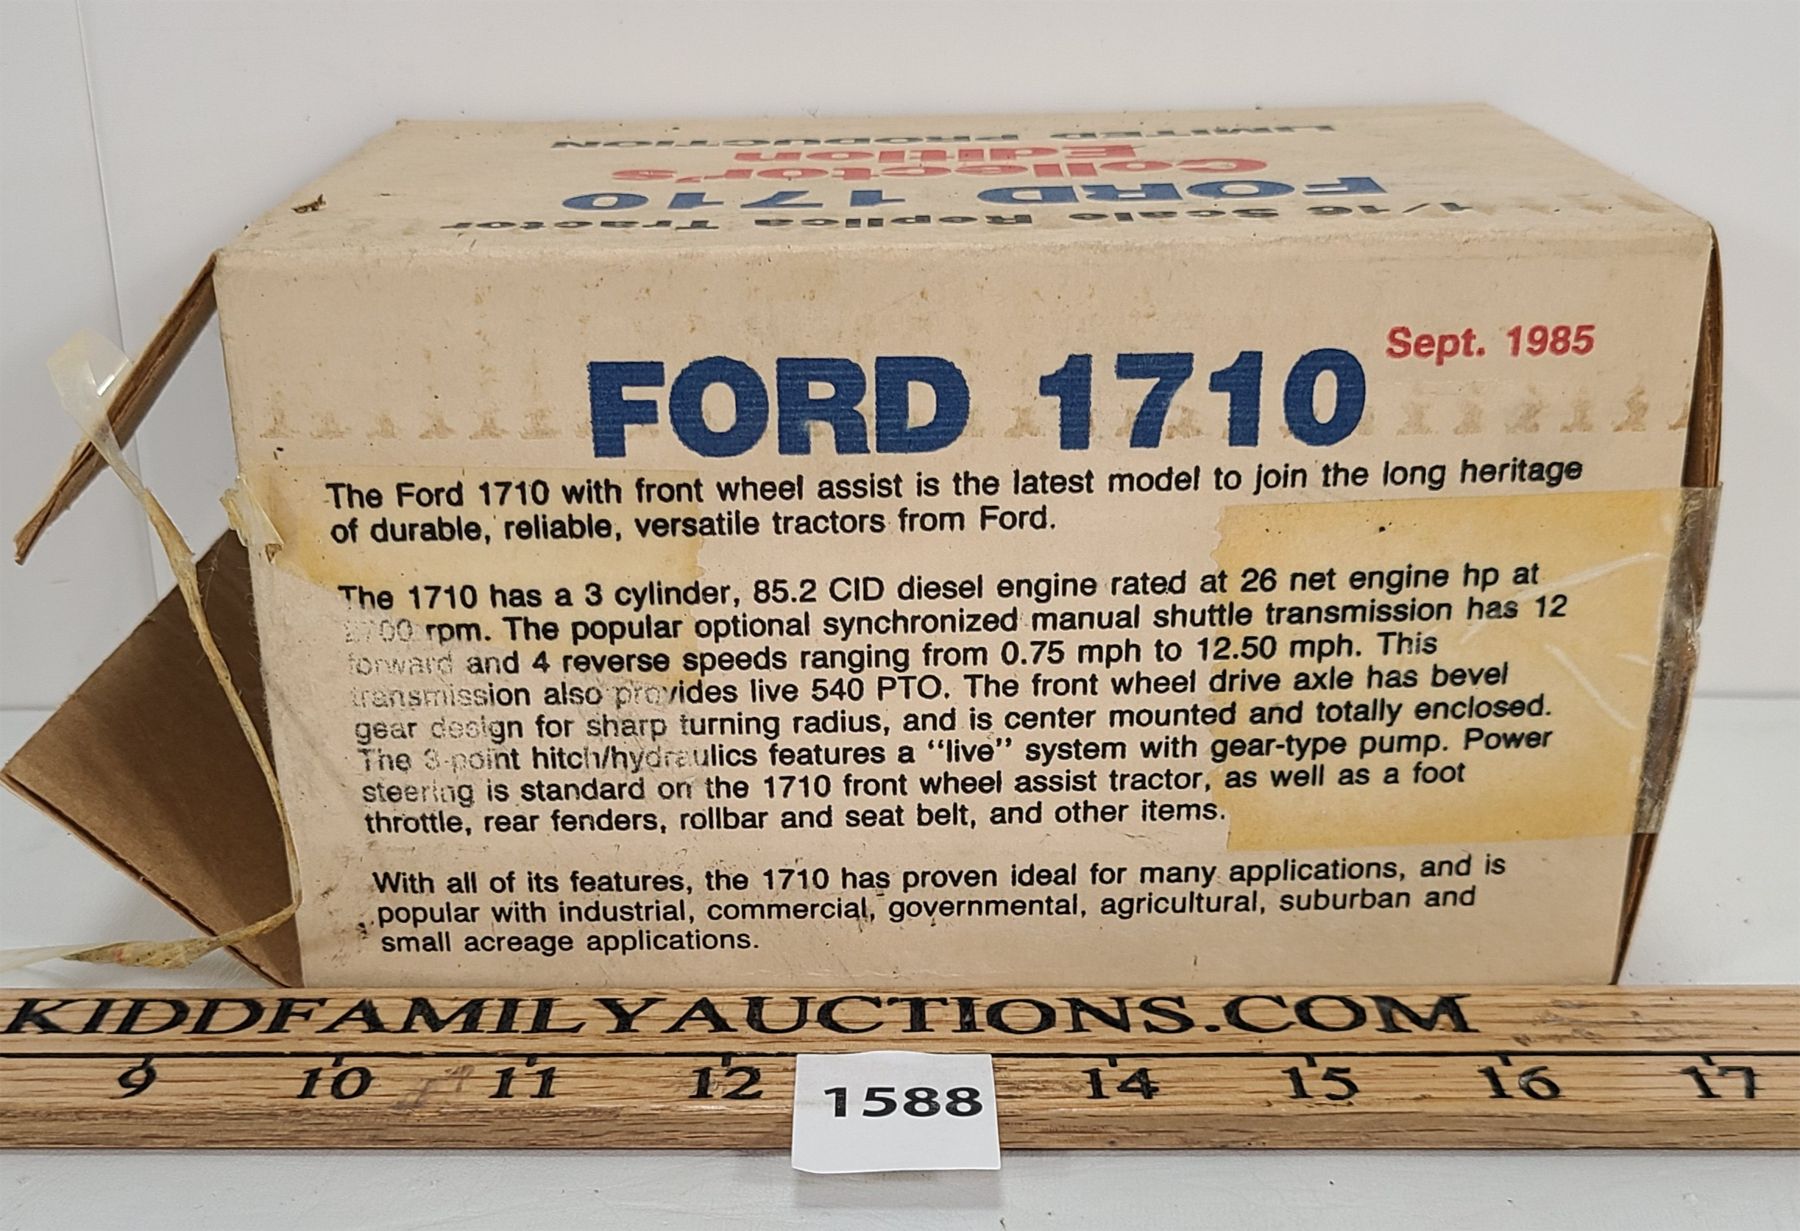 LIMITED PRODUCTION
Collector's
Edition
FORD 1710
1/16 Scale Replica Tractor
FORD 1710 Sept. 1985
The Ford 1710 with front wheel assist is the latest model to join the long heritage
of durable, reliable, versatile tractors from Ford.
The 1710 has a 3 cylinder, 85.2 CID diesel engine rated at 26 net engine hp at
rpm. The popular optional synchronized manual shuttle transmission has 12
forward and 4 reverse speeds ranging from 0.75 mph to 12.50 mph. This
transmission also provides live 540 PTO. The front wheel drive axle has bevel
gear design for sharp turning radius, and is center mounted and totally enclosed.
The 3-point hitch/hydraulics features a "live" system with gear-type pump. Power
steering is standard on the 1710 front wheel assist tractor, as well as a foot
throttle, rear fenders, rollbar and seat belt, and other items.
With all of its features, the 1710 has proven ideal for many applications, and is
popular with industrial, commercial, governmental, agricultural, suburban and
small acreage applications.
KIDDFAMILYAUCTIONS.COM
9 10 11 12 14 15 16 17
1588